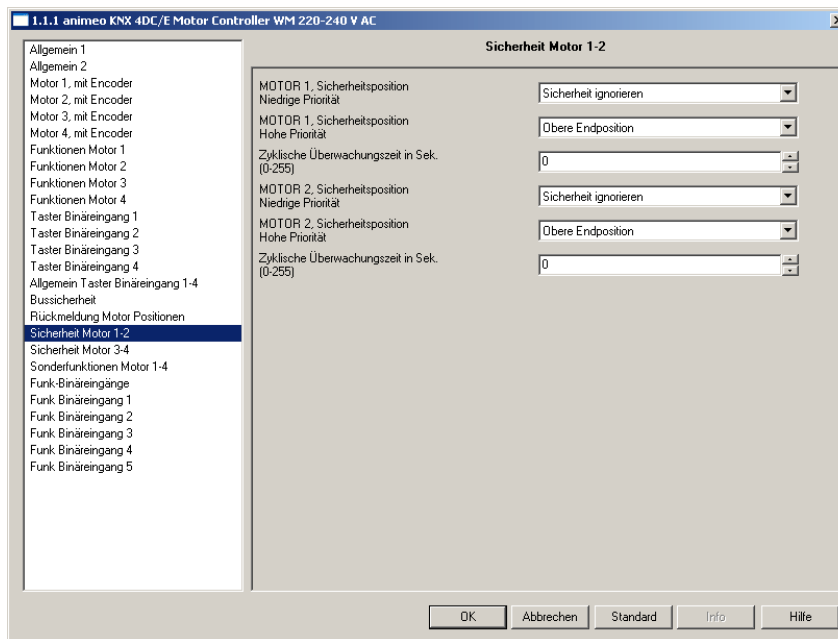 1.1.1 animeo KNX 4DC/E Motor Controller WM 220-240 V AC
Allgemein 1
Allgemein 2
Motor 1, mit Encoder
Motor 2, mit Encoder
Motor 3, mit Encoder
Motor 4, mit Encoder
Funktionen Motor 1
Funktionen Motor 2
Funktionen Motor 3
Funktionen Motor 4
Taster Binäreingang 1
Taster Binäreingang 2
Taster Binäreingang 3
Taster Binäreingang 4
Allgemein Taster Binäreingang 1-4
Bussicherheit
Rückmeldung Motor Positionen
Sicherheit Motor 1-2
Sicherheit Motor 3-4
Sonderfunktionen Motor 1-4
Funk-Binäreingänge
Funk Binäreingang 1
Funk Binäreingang 2
Funk Binäreingang 3
Funk Binäreingang 4
Funk Binäreingang 5
Sicherheit Motor 1-2
MOTOR 1, Sicherheitsposition
Niedrige Priorität
Sicherheit ignorieren
MOTOR 1, Sicherheitsposition
Hohe Priorität
Obere Endposition
Zyklische Überwachungszeit in Sek.
(0-255)
0
MOTOR 2, Sicherheitsposition
Niedrige Priorität
Sicherheit ignorieren
MOTOR 2, Sicherheitsposition
Hohe Priorität
Obere Endposition
Zyklische Überwachungszeit in Sek.
(0-255)
0
OK
Abbrechen
Standard
Info
Hilfe